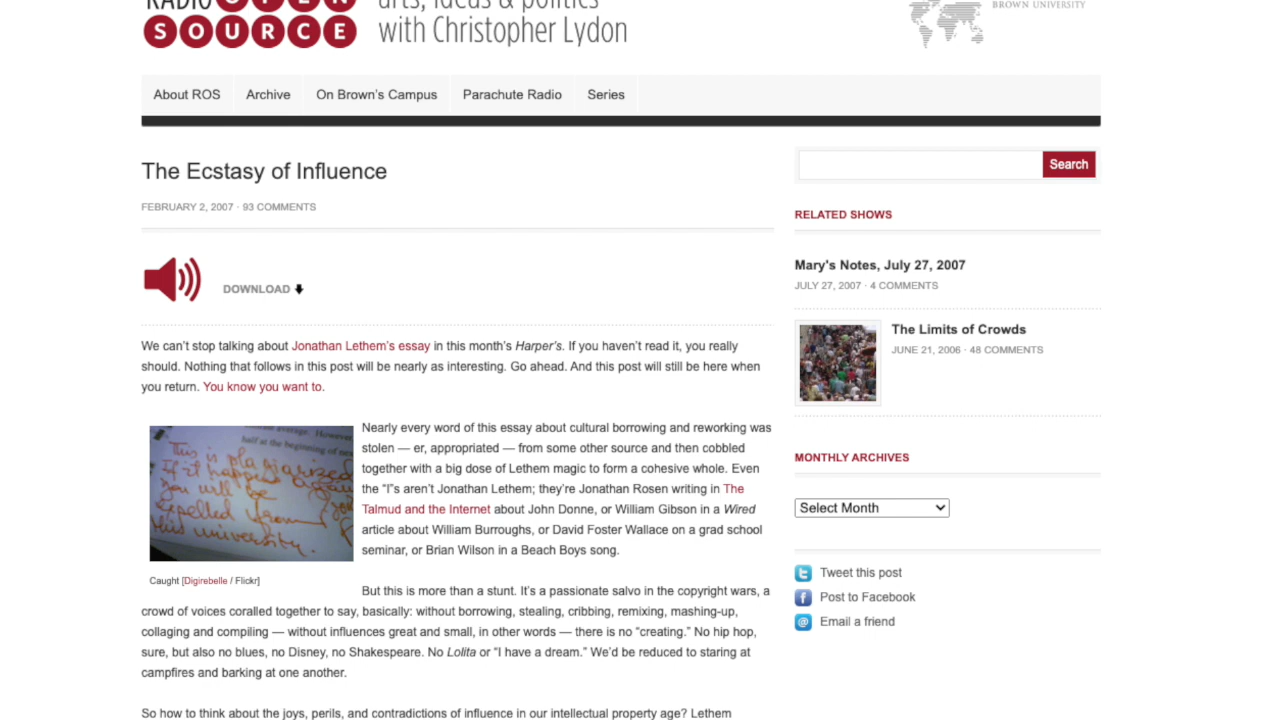 RADIO OPEN
arts, ideas & politics
BROWN UNIVERSITY
SOURCE
with Christopher Lydon
About ROS
Archive
On Brown's Campus
Parachute Radio
Series
The Ecstasy of Influence
FEBRUARY 2, 2007 · 93 COMMENTS
DOWNLOAD
We can't stop talking about Jonathan Lethem's essay in this month's Harper's. If you haven't read it, you really
should. Nothing that follows in this post will be nearly as interesting. Go ahead. And this post will still be here when
you return. You know you want to.
This is plagiarized
If it happens again
you will be
expelled from
this university.
Caught [Digirebelle / Flickr]
Nearly every word of this essay about cultural borrowing and reworking was
stolen — er, appropriated — from some other source and then cobbled
together with a big dose of Lethem magic to form a cohesive whole. Even
the “I”s aren't Jonathan Lethem; they're Jonathan Rosen writing in The
Talmud and the Internet about John Donne, or William Gibson in a Wired
article about William Burroughs, or David Foster Wallace on a grad school
seminar, or Brian Wilson in a Beach Boys song.
But this is more than a stunt. It's a passionate salvo in the copyright wars, a
crowd of voices coralled together to say, basically: without borrowing, stealing, cribbing, remixing, mashing-up,
collaging and compiling — without influences great and small, in other words — there is no “creating.” No hip hop,
sure, but also no blues, no Disney, no Shakespeare. No Lolita or “I have a dream.” We'd be reduced to staring at
campfires and barking at one another.
So how to think about the joys, perils, and contradictions of influence in our intellectual property age? Lethem
Search
RELATED SHOWS
Mary's Notes, July 27, 2007
JULY 27, 2007 · 4 COMMENTS
The Limits of Crowds
JUNE 21, 2006 · 48 COMMENTS
MONTHLY ARCHIVES
Select Month
Tweet this post
Post to Facebook
Email a friend